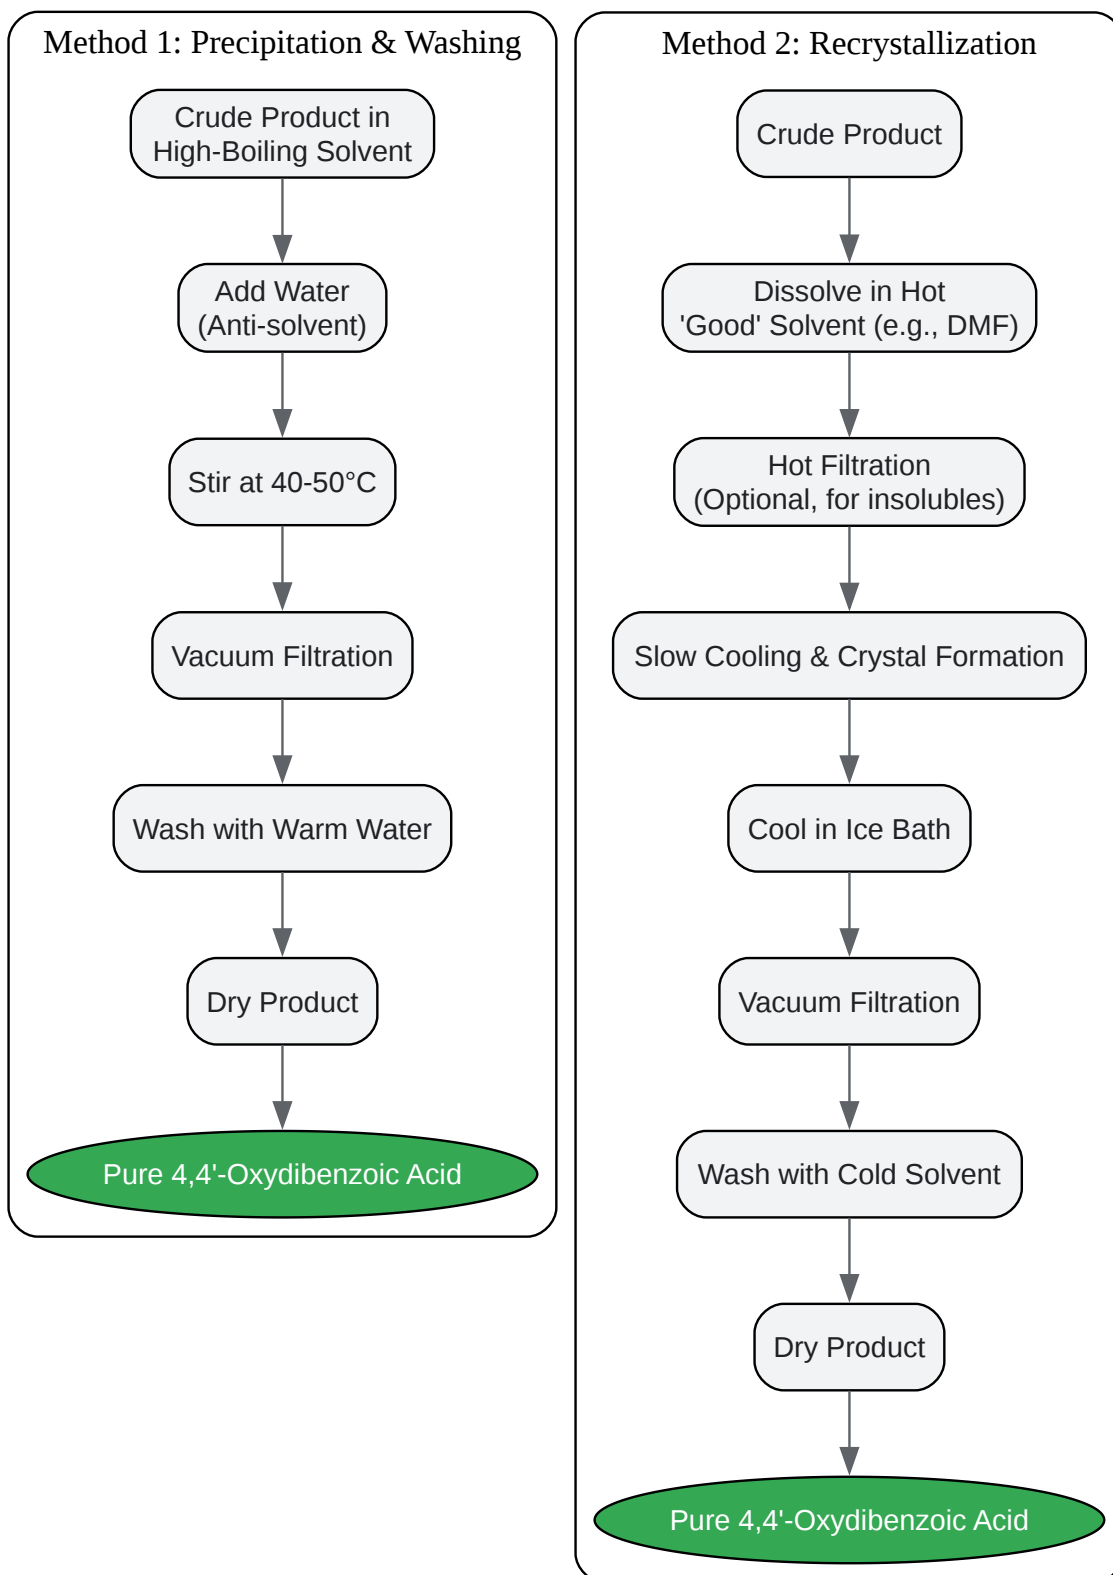 Method 1: Precipitation & Washing
Crude Product in
High-Boiling Solvent
Add Water
(Anti-solvent)
Stir at 40-50°C
Vacuum Filtration
Wash with Warm Water
Dry Product
Pure 4,4'-Oxydibenzoic Acid
Method 2: Recrystallization
Crude Product
Dissolve in Hot
'Good' Solvent (e.g., DMF)
Hot Filtration
(Optional, for insolubles)
Slow Cooling & Crystal Formation
Cool in Ice Bath
Vacuum Filtration
Wash with Cold Solvent
Dry Product
Pure 4,4'-Oxydibenzoic Acid